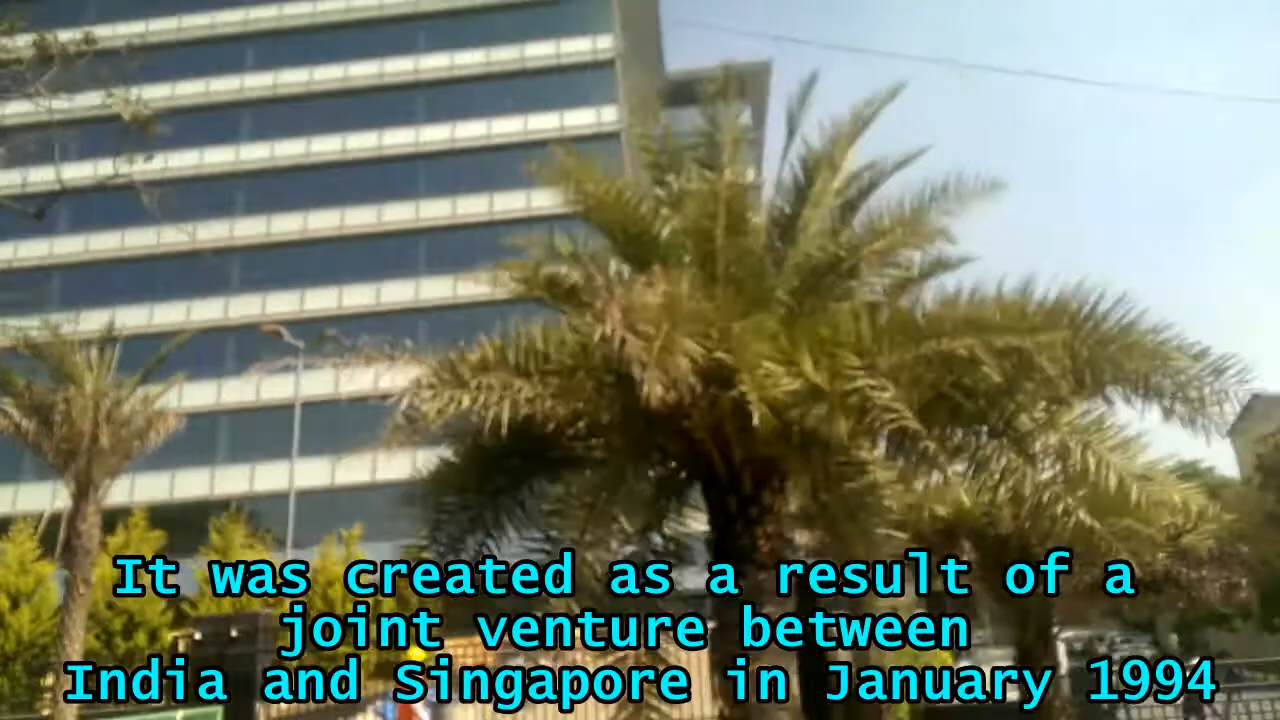 It was created as a result of a
joint venture between
India and Singapore in January 1994